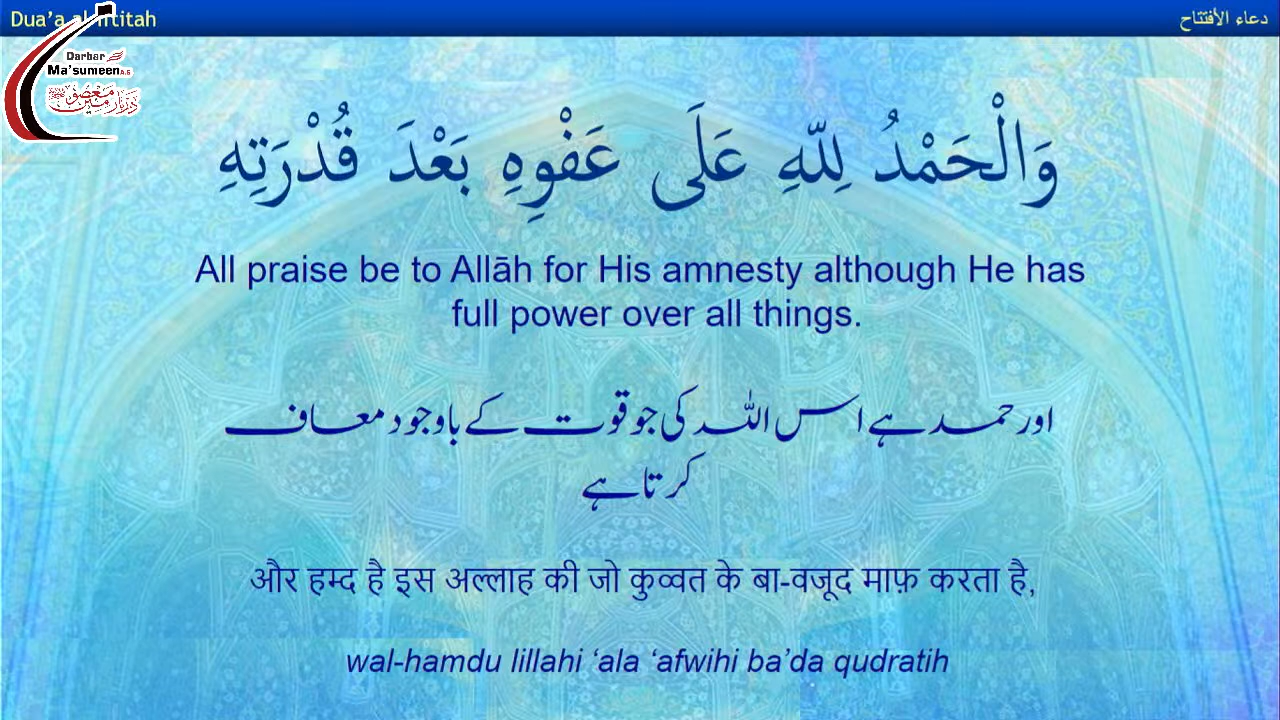 Dua’a al-Iftitah
دعاء الأفتتاح
Darbar
Ma'sumeen A.S
وَالْحَمْدُ لِلّهِ عَلَى عَفْوِهِ بَعْدَ قُدْرَتِهِ
All praise be to Allāh for His amnesty although He has
full power over all things.
اور حمد ہے اس اللہ کی جو قوت کے باوجود معاف
کرتا ہے
और हम्द है इस अल्लाह की जो कुव्वत के बा-वजूद माफ़ करता है,
wal-hamdu lillahi ‘ala ‘afwihi ba’da qudratih